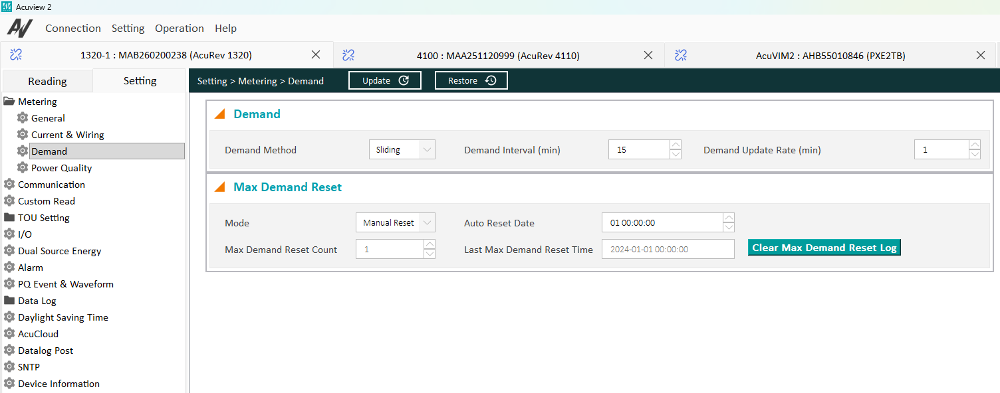 Acuview 2
Connection Setting Operation Help
1320-1 : MAB260200238 (AcuRev 1320) 4100 : MAA251120999 (AcuRev 4110) AcuVIM2 : AHB55010846 (PXE2TB)
Reading Setting
Setting > Metering > Demand Update Restore
Metering
General
Current & Wiring
Demand
Power Quality
Communication
Custom Read
TOU Setting
I/O
Dual Source Energy
Alarm
PQ Event & Waveform
Data Log
Daylight Saving Time
AcuCloud
Datalog Post
SNTP
Device Information
Demand
Demand Method Sliding Demand Interval (min) 15 Demand Update Rate (min) 1
Max Demand Reset
Mode Manual Reset Auto Reset Date 01 00:00:00
Max Demand Reset Count 1 Last Max Demand Reset Time 2024-01-01 00:00:00 Clear Max Demand Reset Log